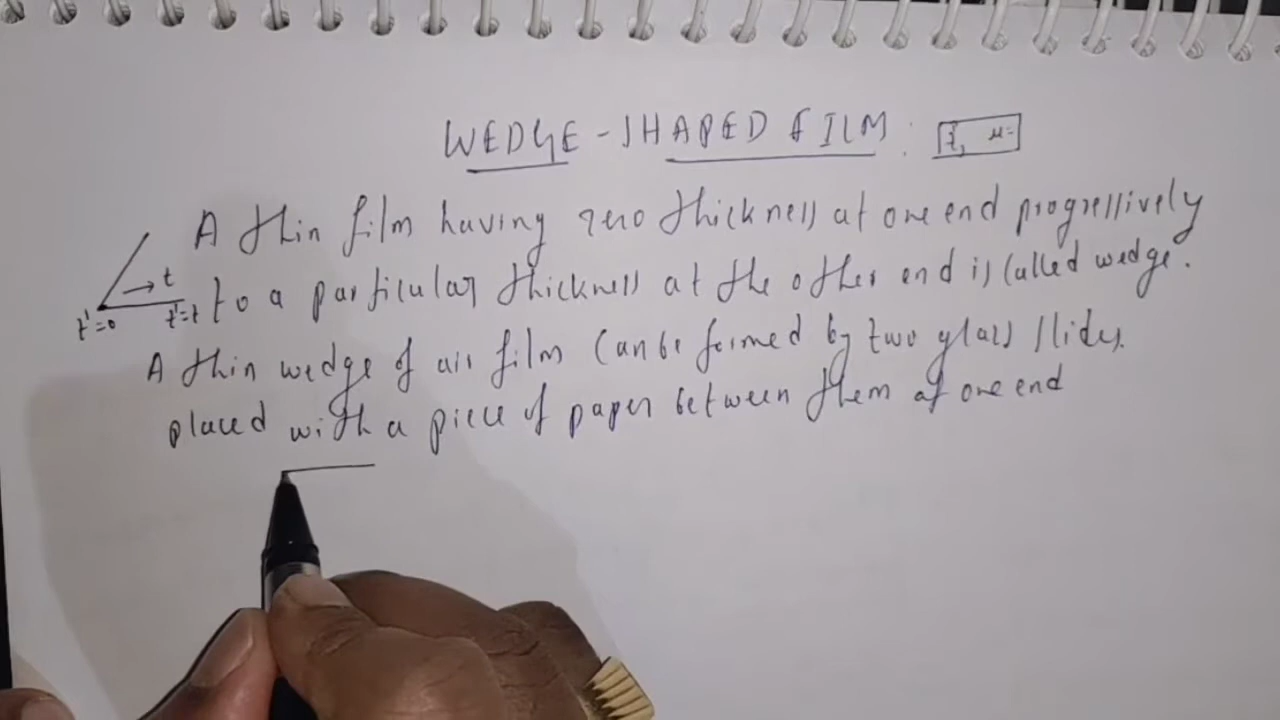 WEDGE-SHAPED FILM : t, μ=
A thin film having zero thickness at one end progressively
to a particular thickness at the other end is called wedge.
t
t'=0 t'=t
A thin wedge of air film can be formed by two glass slides.
placed with a piece of paper between them at one end